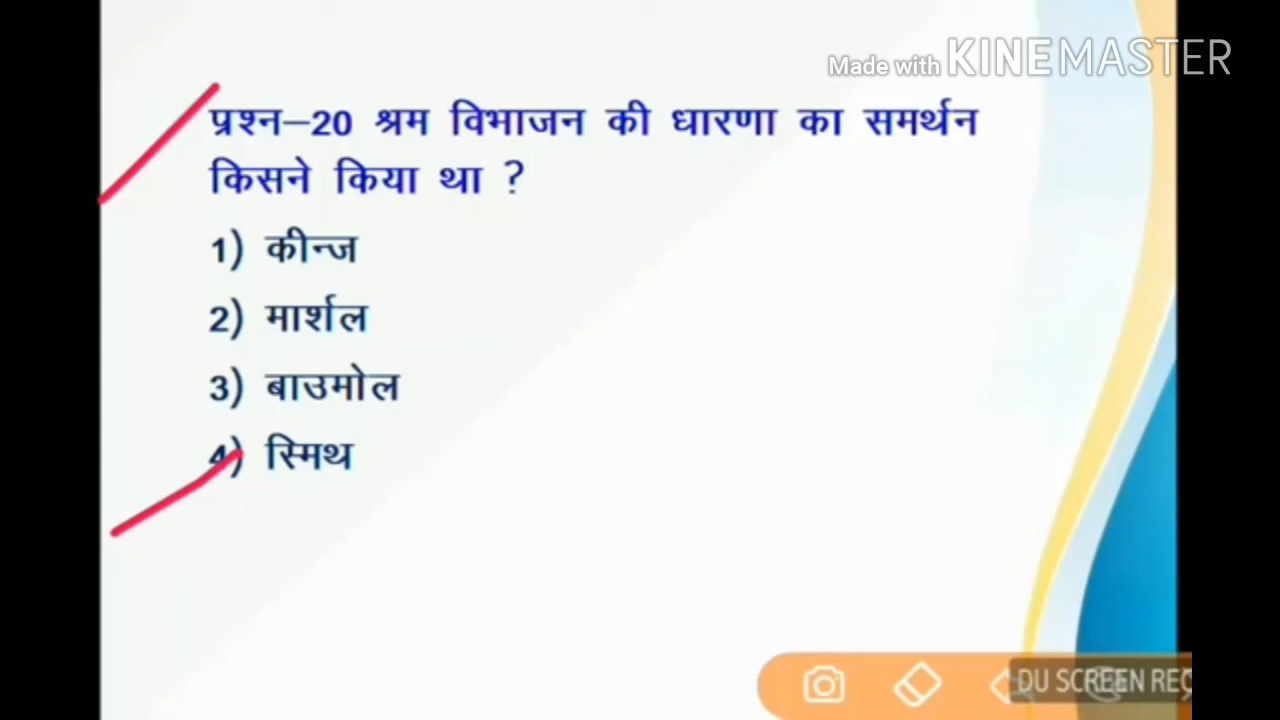 Made with KINEMASTER
प्रश्न–20 श्रम विभाजन की धारणा का समर्थन
किसने किया था ?
1) कीन्ज
2) मार्शल
3) बाउमोल
4) स्मिथ
DU SCREEN REC